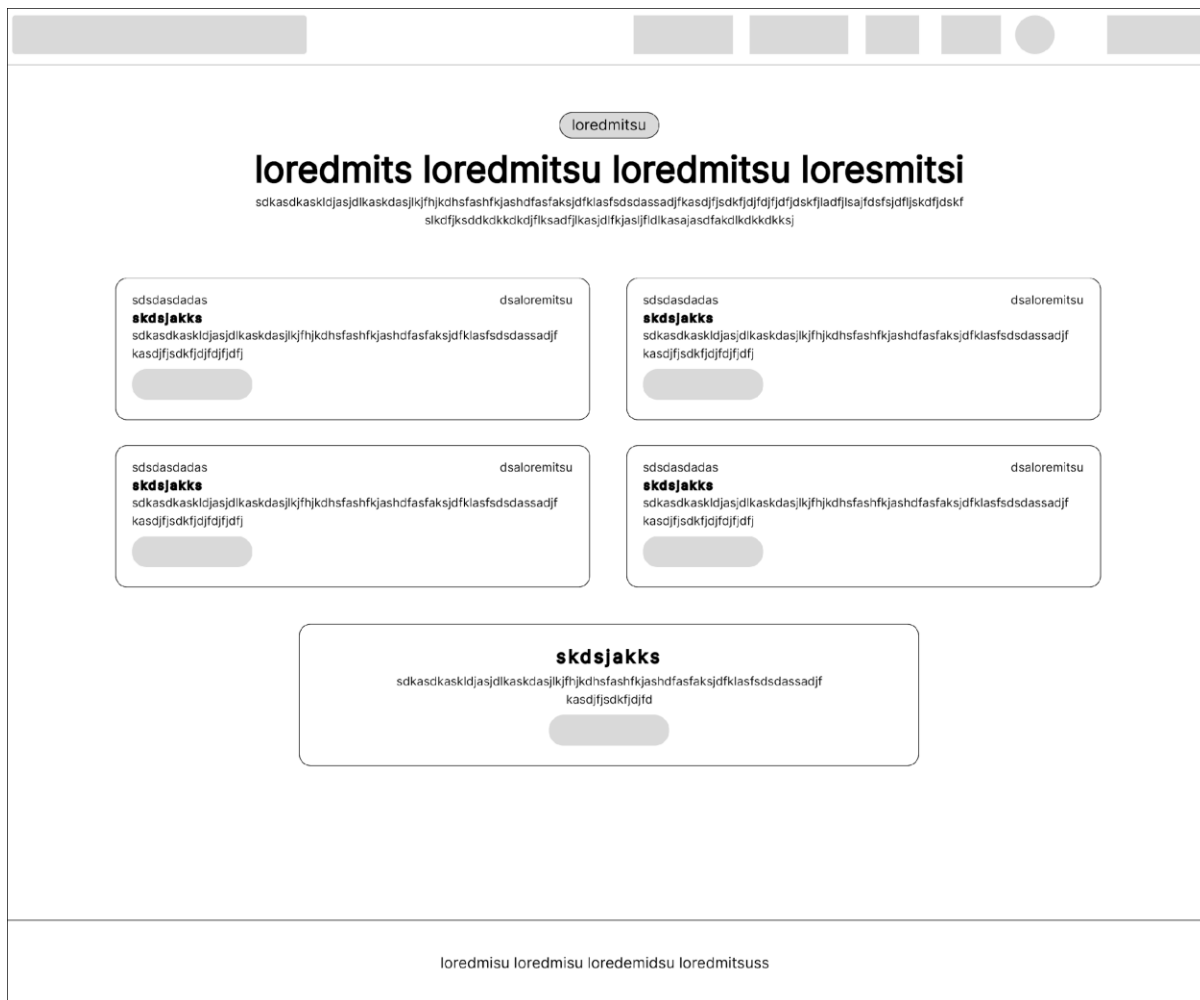 loredmitsu
loredmits loredmitsu loredmitsu loresmitsi
sdkasdkaskldjasjdlkaskdasjlkjfhjkdhsfashfkjashdfasfaksjdfklasfsdsdassadjfkasdjfjsdkfjdjfdjfjdfjdskfjladfjlsajfdsfsjdfljskdfjdskf
slkdfjksddkdkkdkdjflksadfjlkasjdlfkjasljfldlkasajasdfakdlkdkkdkksj
sdsdasdadas dsaloremitsu
skdsjakks
sdkasdkaskldjasjdlkaskdasjlkjfhjkdhsfashfkjashdfasfaksjdfklasfsdsdassadjf
kasdjfjsdkfjdjfdjfjdfj
sdsdasdadas dsaloremitsu
skdsjakks
sdkasdkaskldjasjdlkaskdasjlkjfhjkdhsfashfkjashdfasfaksjdfklasfsdsdassadjf
kasdjfjsdkfjdjfdjfjdfj
sdsdasdadas dsaloremitsu
skdsjakks
sdkasdkaskldjasjdlkaskdasjlkjfhjkdhsfashfkjashdfasfaksjdfklasfsdsdassadjf
kasdjfjsdkfjdjfdjfjdfj
sdsdasdadas dsaloremitsu
skdsjakks
sdkasdkaskldjasjdlkaskdasjlkjfhjkdhsfashfkjashdfasfaksjdfklasfsdsdassadjf
kasdjfjsdkfjdjfdjfjdfj
skdsjakks
sdkasdkaskldjasjdlkaskdasjlkjfhjkdhsfashfkjashdfasfaksjdfklasfsdsdassadjf
kasdjfjsdkfjdjfd
loredmisu loredmisu loredemidsu loredmitsuss